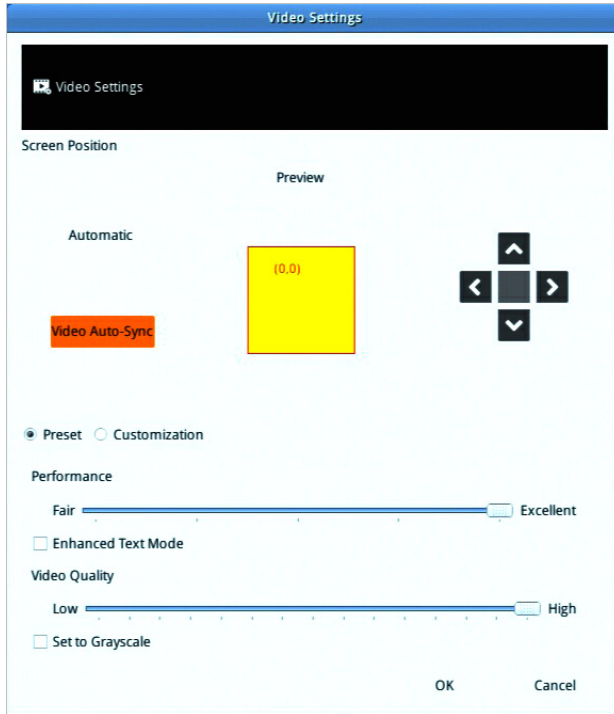 Video Settings
Video Settings
Screen Position
Preview
Automatic
(0,0)
Video Auto-Sync
Preset Customization
Performance
Fair Excellent
Enhanced Text Mode
Video Quality
Low High
Set to Grayscale
OK Cancel